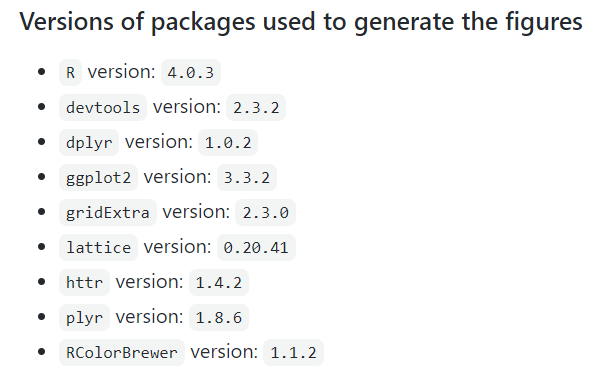 Versions of packages used to generate the figures
• R version: 4.0.3
• devtools version: 2.3.2
• dplyr version: 1.0.2
• ggplot2 version: 3.3.2
• gridExtra version: 2.3.0
• lattice version: 0.20.41
• httr version: 1.4.2
• plyr version: 1.8.6
• RColorBrewer version: 1.1.2